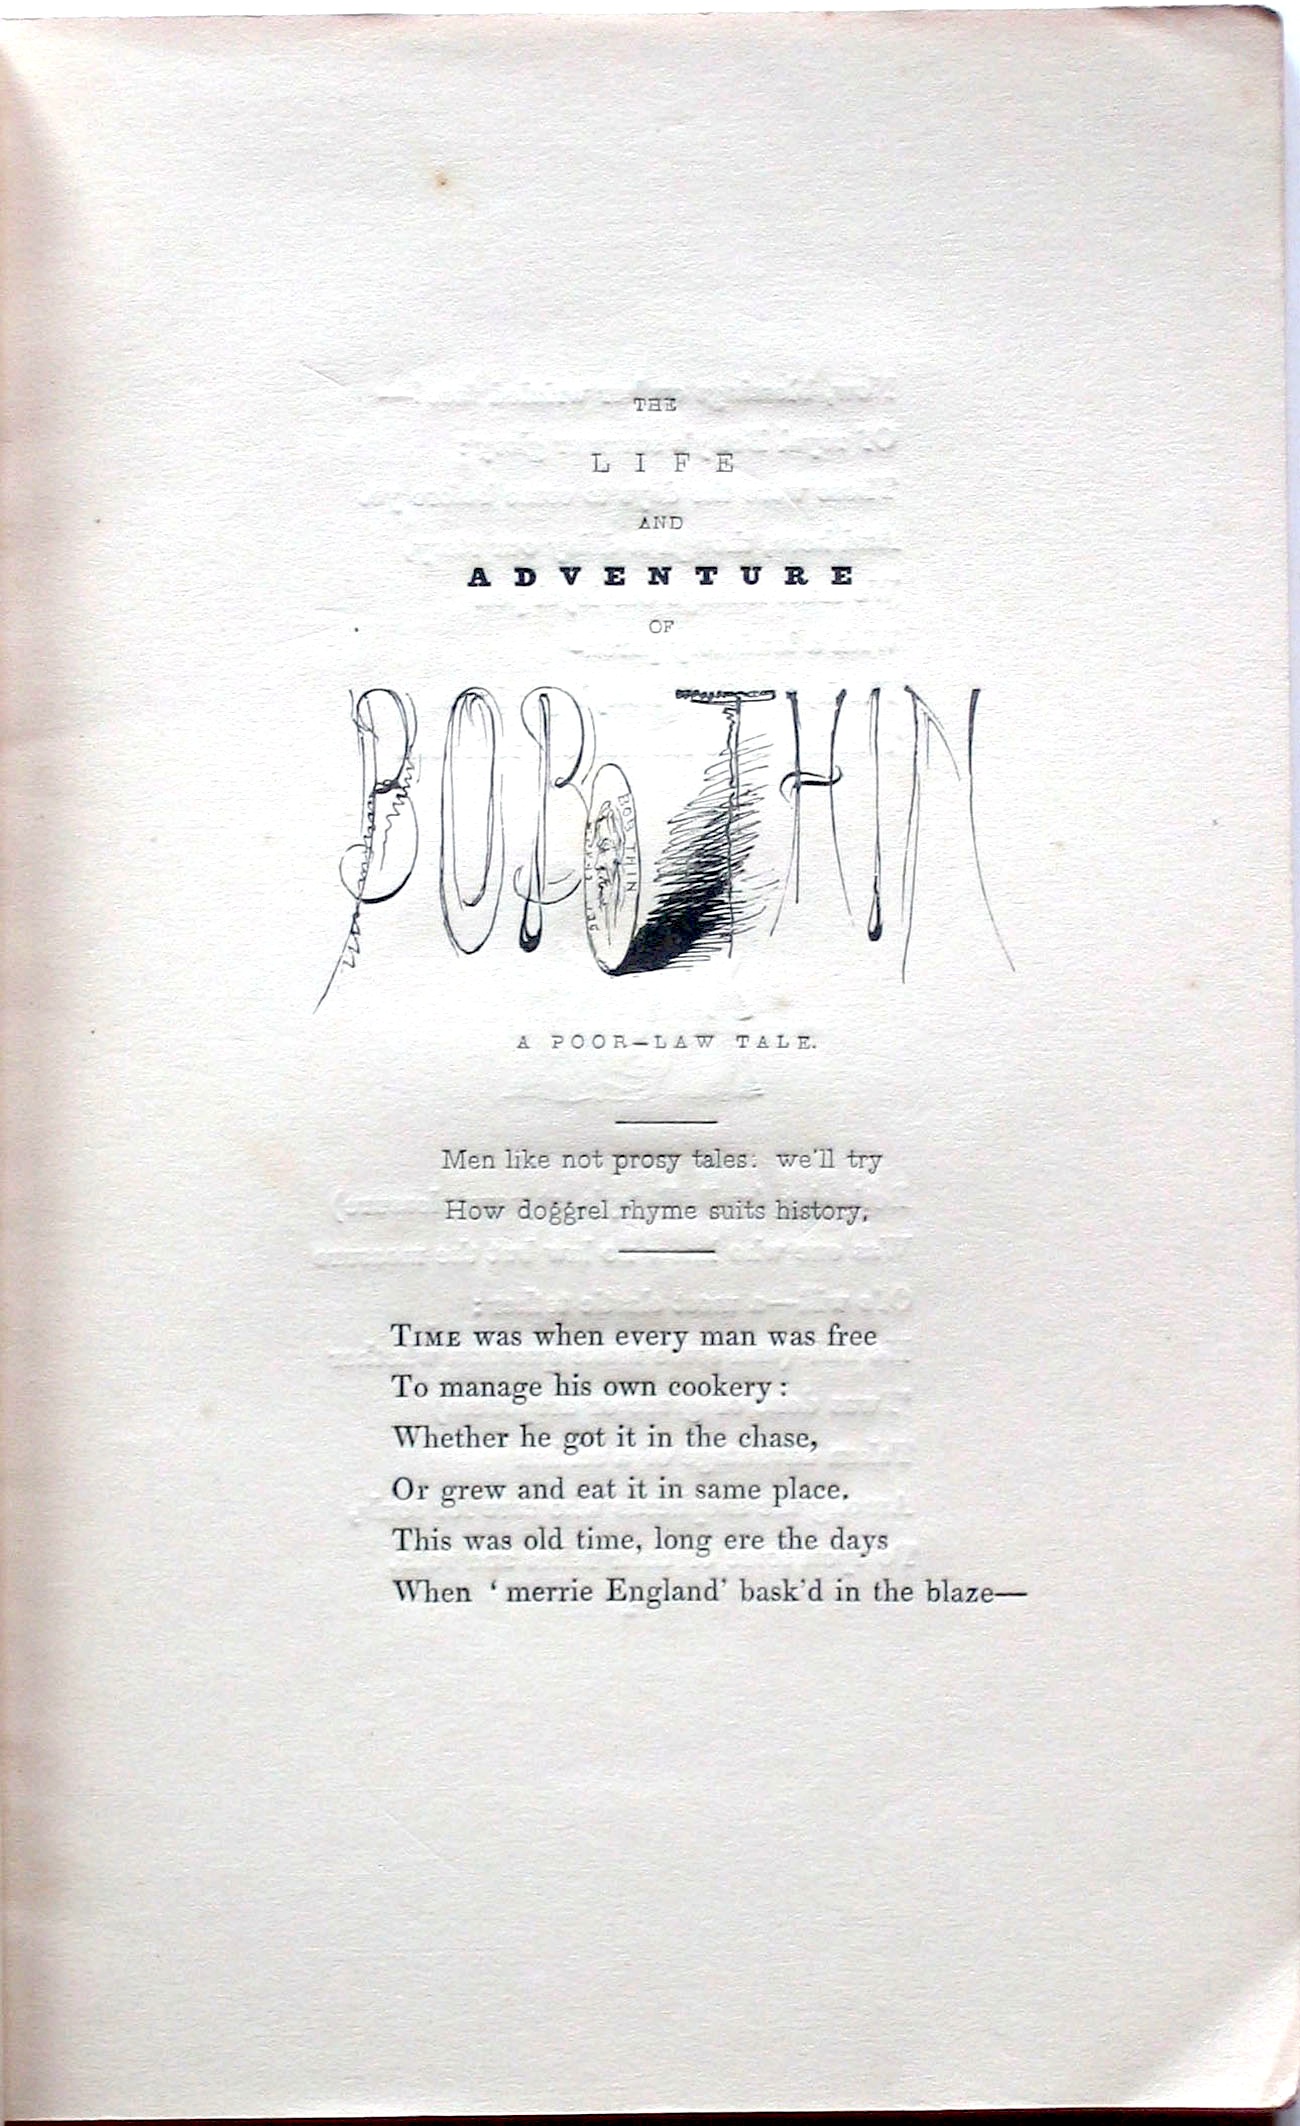 THE
LIFE
AND
ADVENTURE
OF
BOB THIN
BOB THIN
A POOR-LAW TALE.
Men like not prosy tales: we'll try
How doggrel rhyme suits history.
TIME was when every man was free
To manage his own cookery:
Whether he got it in the chase,
Or grew and eat it in same place.
This was old time, long ere the days
When 'merrie England' bask'd in the blaze—